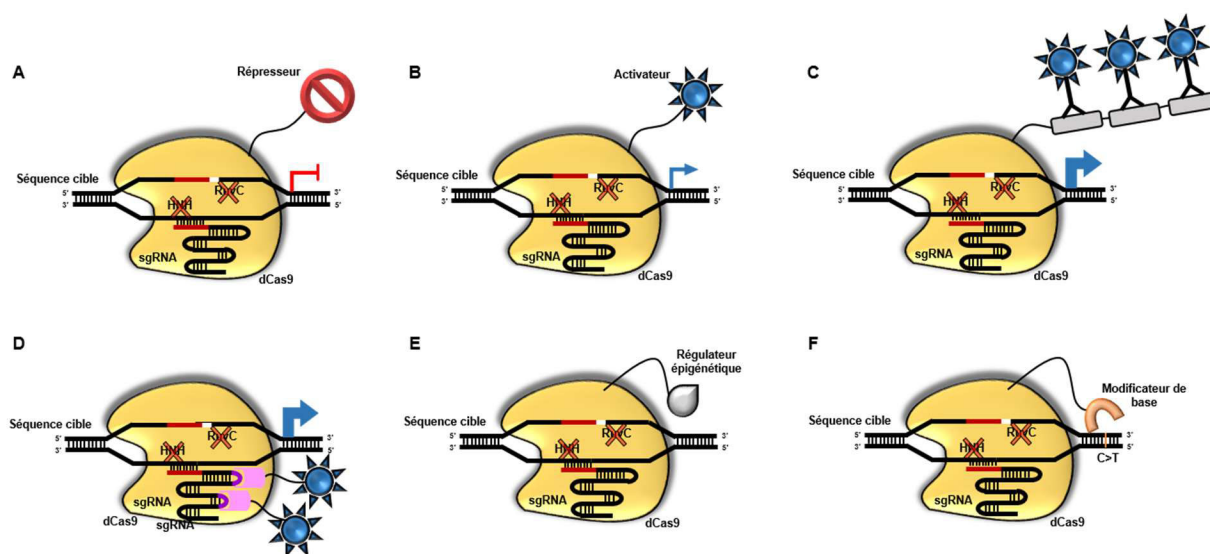 A
Répresseur
Séquence cible
5'
3'
3'
5'
RuvC
HNH
sgRNA
dCas9
B
Activateur
Séquence cible
5'
3'
3'
5'
RuvC
HNH
sgRNA
dCas9
C
Séquence cible
5'
3'
3'
5'
RuvC
HNH
sgRNA
dCas9
D
Séquence cible
5'
3'
3'
5'
RuvC
HNH
sgRNA
dCas9
sgRNA
E
Régulateur
épigénétique
Séquence cible
5'
3'
3'
5'
RuvC
HNH
sgRNA
dCas9
F
Modificateur de
base
Séquence cible
5'
3'
3'
5'
C>T
RuvC
HNH
sgRNA
dCas9